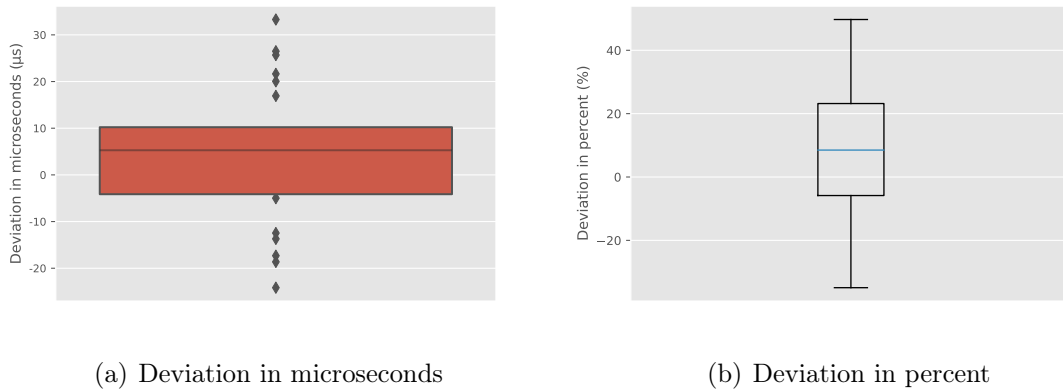 Deviation in microseconds (μs)
30
20
10
0
-10
-20
(a) Deviation in microseconds
Deviation in percent (%)
40
20
0
−20
(b) Deviation in percent